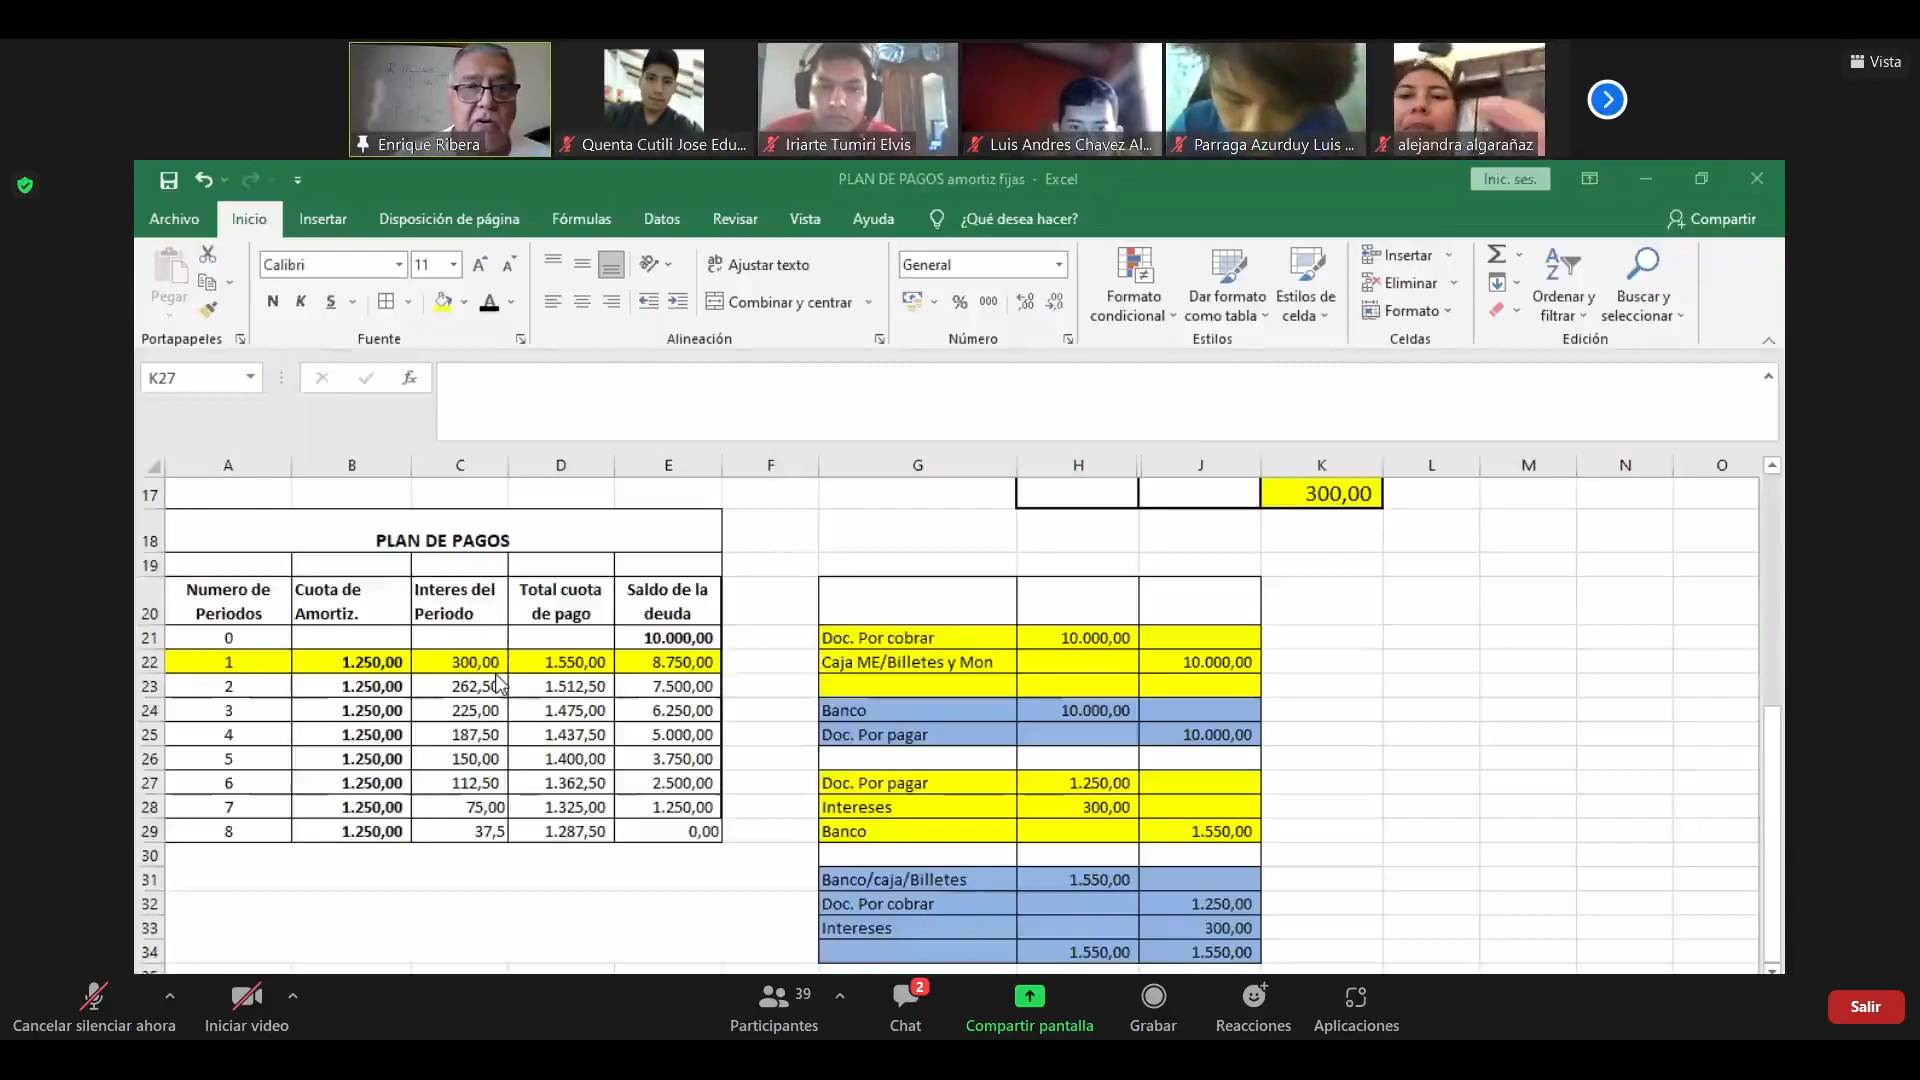 Vista
Enrique Ribera
Quenta Cutili Jose Edu...
Iriarte Tumiri Elvis
Luis Andres Chavez Al...
Parraga Azurduy Luis ...
alejandra algarañaz
PLAN DE PAGOS amortiz fijas - Excel
Inic. ses.
Archivo Inicio Insertar Disposición de página Fórmulas Datos Revisar Vista Ayuda ¿Qué desea hacer? Compartir
Pegar
Portapapeles
Calibri 11
N K S
Fuente
Ajustar texto
Combinar y centrar
Alineación
General
% 000
Número
Formato condicional
Dar formato como tabla
Estilos de celda
Estilos
Insertar
Eliminar
Formato
Celdas
Ordenar y filtrar
Buscar y seleccionar
Edición
K27 fx
A B C D E F G H J K L M N O
17 300,00
18 PLAN DE PAGOS
19
20 Numero de Periodos Cuota de Amortiz. Interes del Periodo Total cuota de pago Saldo de la deuda
21 0 10.000,00 Doc. Por cobrar 10.000,00
22 1 1.250,00 300,00 1.550,00 8.750,00 Caja ME/Billetes y Mon 10.000,00
23 2 1.250,00 262,50 1.512,50 7.500,00
24 3 1.250,00 225,00 1.475,00 6.250,00 Banco 10.000,00
25 4 1.250,00 187,50 1.437,50 5.000,00 Doc. Por pagar 10.000,00
26 5 1.250,00 150,00 1.400,00 3.750,00
27 6 1.250,00 112,50 1.362,50 2.500,00 Doc. Por pagar 1.250,00
28 7 1.250,00 75,00 1.325,00 1.250,00 Intereses 300,00
29 8 1.250,00 37,5 1.287,50 0,00 Banco 1.550,00
30
31 Banco/caja/Billetes 1.550,00
32 Doc. Por cobrar 1.250,00
33 Intereses 300,00
34 1.550,00 1.550,00
Cancelar silenciar ahora
Iniciar video
39
Participantes
2
Chat
Compartir pantalla
Grabar
Reacciones
Aplicaciones
Salir